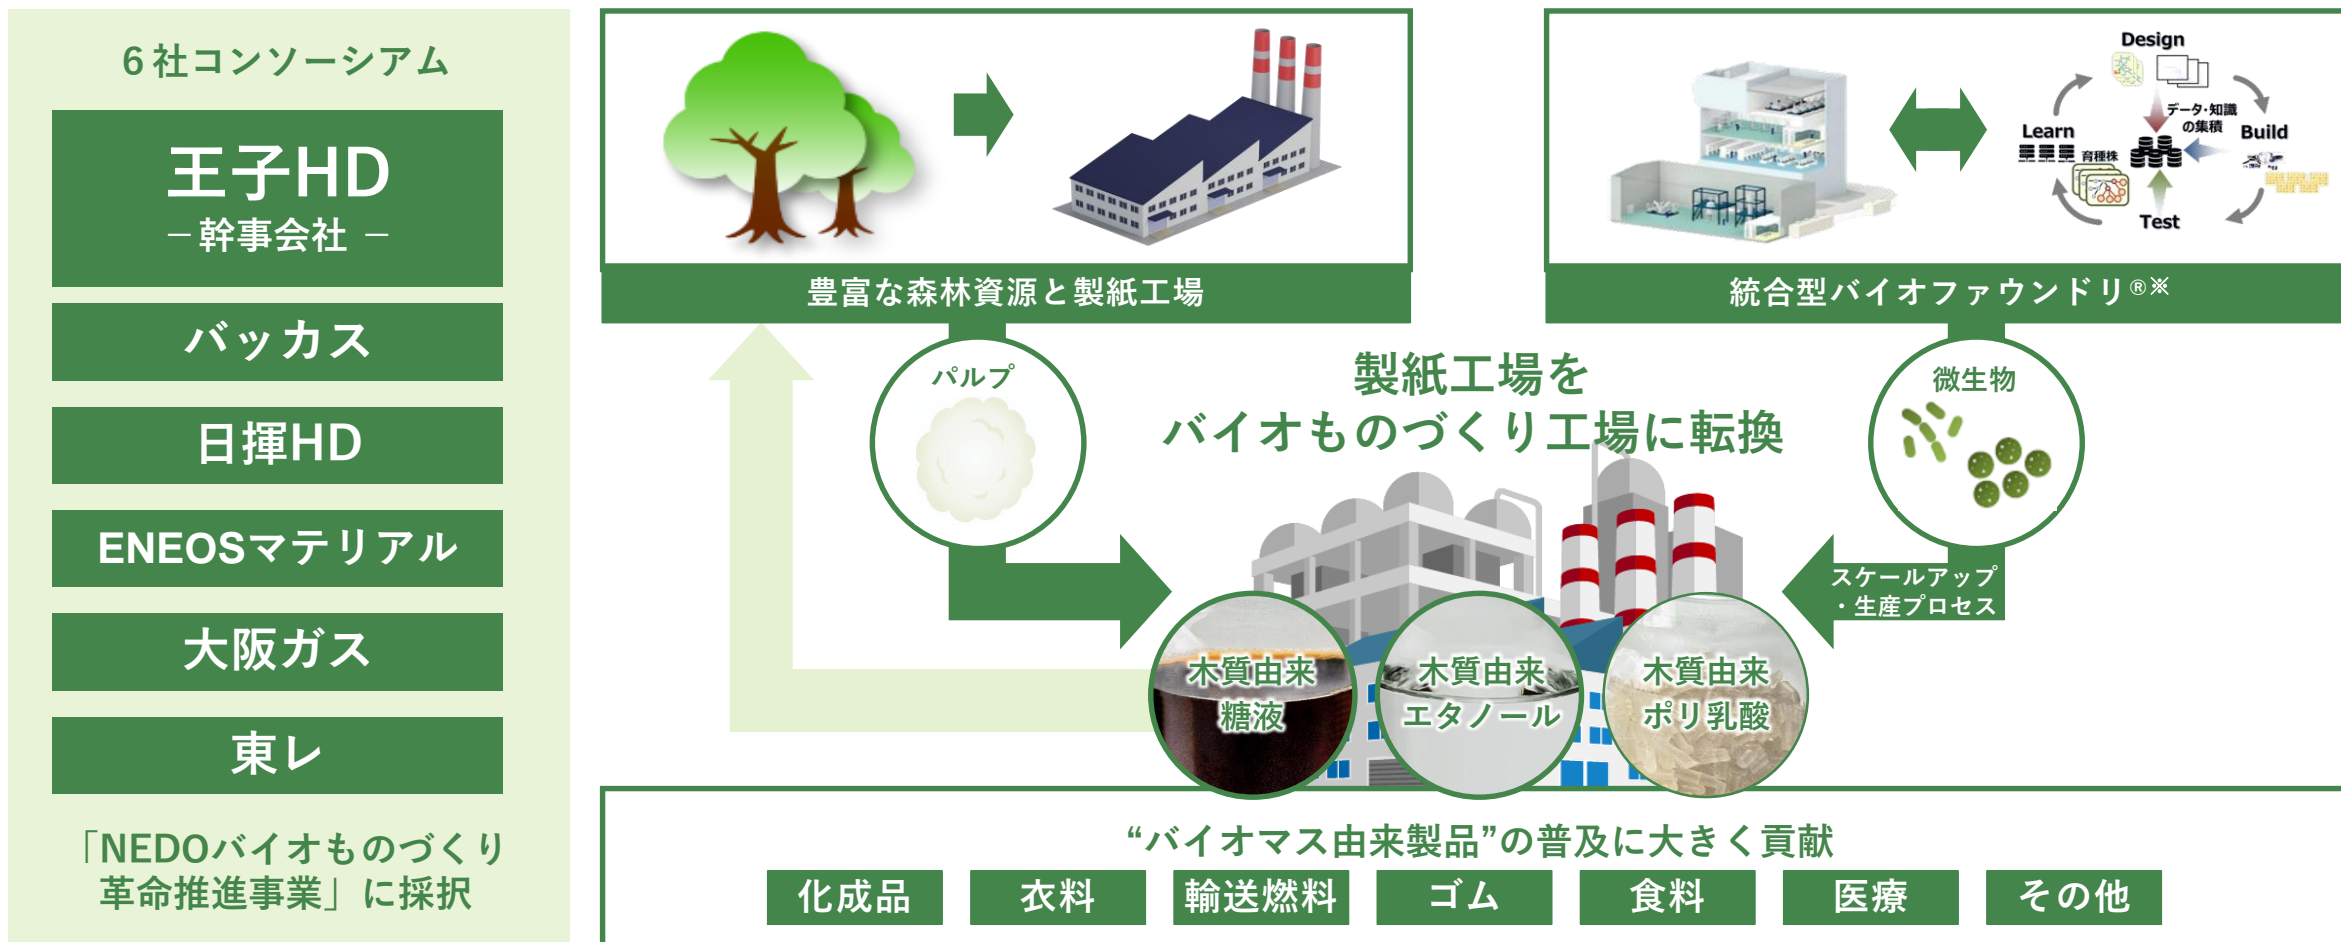 ６社コンソーシアム
王子HD
－幹事会社 －
バッカス
日揮HD
ENEOSマテリアル
大阪ガス
東レ
「NEDOバイオものづくり
革命推進事業」に採択
豊富な森林資源と製紙工場
Design
データ・知識
の集積
Learn
Build
育種株
Test
統合型バイオファウンドリ®※
パルプ
製紙工場を
バイオものづくり工場に転換
微生物
スケールアップ
・生産プロセス
木質由来
糖液
木質由来
エタノール
木質由来
ポリ乳酸
“バイオマス由来製品”の普及に大きく貢献
化成品
衣料
輸送燃料
ゴム
食料
医療
その他